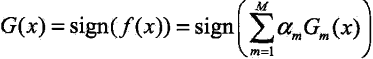 G(x) = sign(f(x)) = sign(∑_{m=1}^{M} α_m G_m(x))